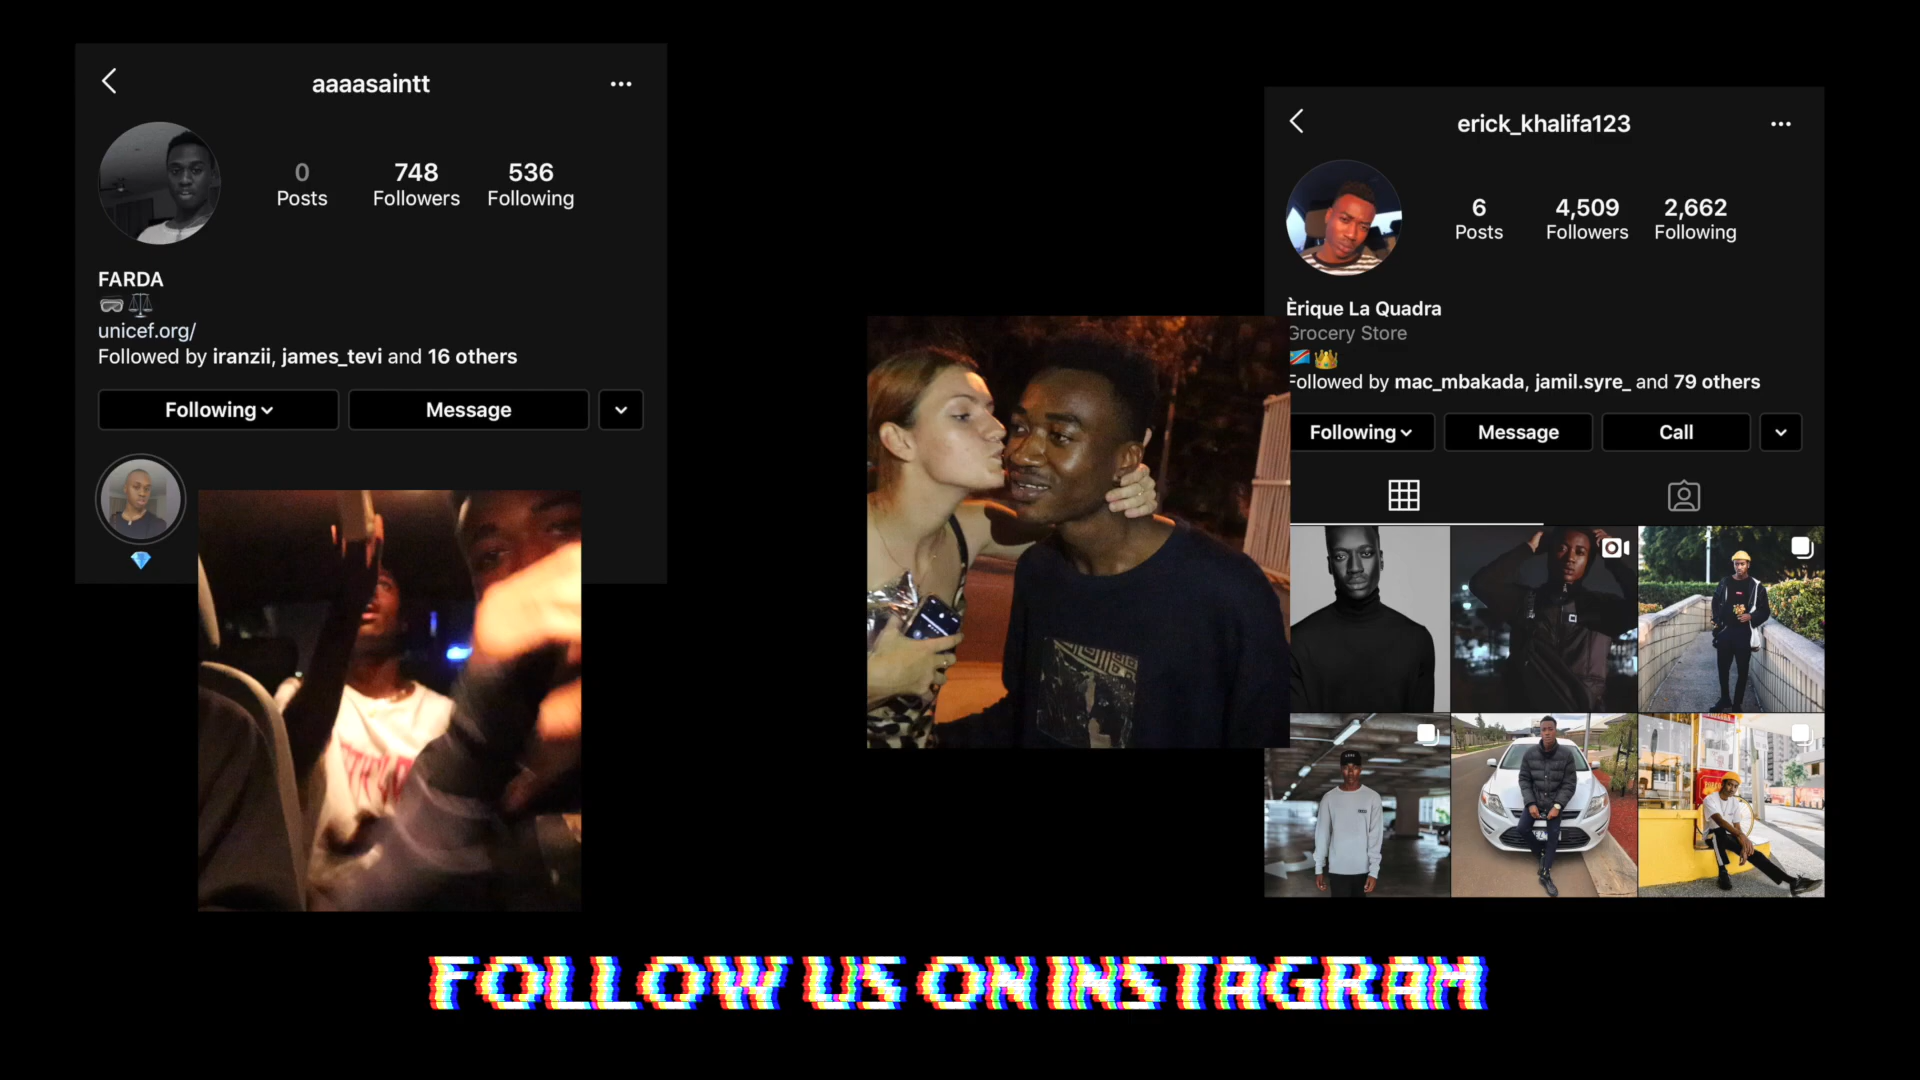 aaaasaintt
0 748 536
Posts Followers Following
FARDA
unicef.org/
Followed by iranzii, james_tevi and 16 others
Following Message
erick_khalifa123
6 4,509 2,662
Posts Followers Following
Èrique La Quadra
Grocery Store
Followed by mac_mbakada, jamil.syre_ and 79 others
Following Message Call
FOLLOW US ON INSTAGRAM